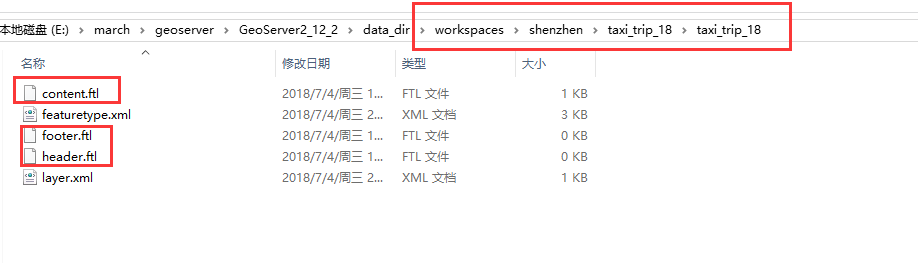 本地磁盘 (E:) > march > geoserver > GeoServer2_12_2 > data_dir > workspaces > shenzhen > taxi_trip_18 > taxi_trip_18
名称 修改日期 类型 大小
content.ftl 2018/7/4/周三 1... FTL 文件 1 KB
featuretype.xml 2018/7/4/周三 2... XML 文档 3 KB
footer.ftl 2018/7/4/周三 1... FTL 文件 0 KB
header.ftl 2018/7/4/周三 1... FTL 文件 0 KB
layer.xml 2018/7/4/周三 2... XML 文档 1 KB